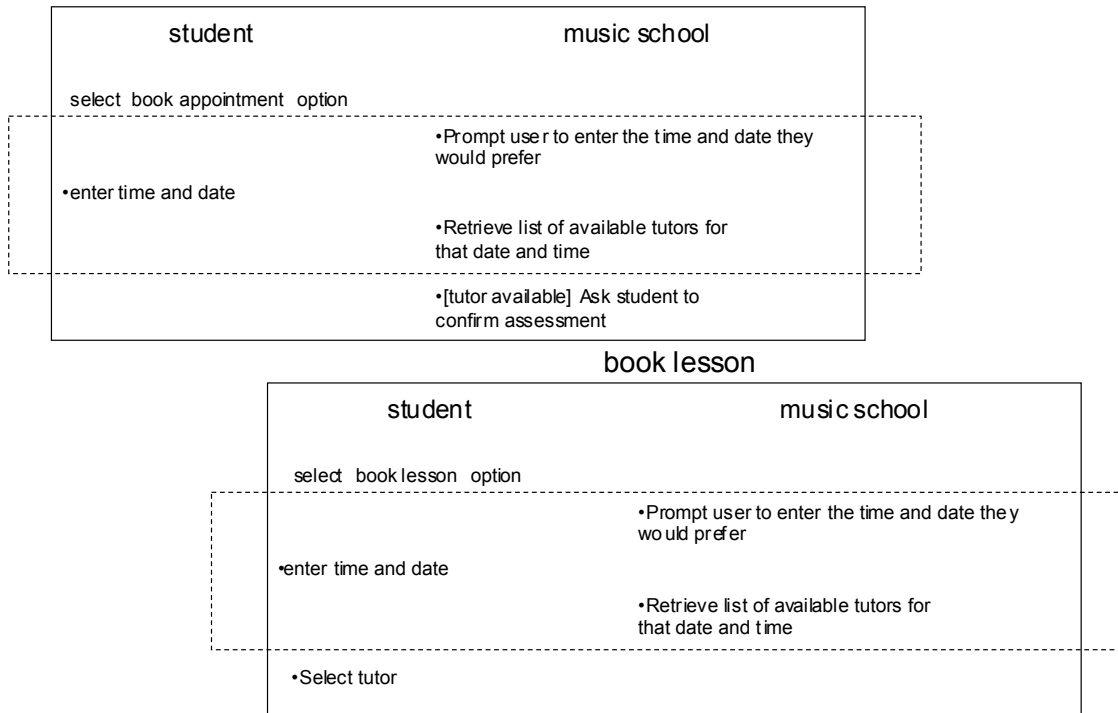 student music school
select book appointment option
•Prompt user to enter the time and date they
would prefer
•enter time and date
•Retrieve list of available tutors for
that date and time
•[tutor available] Ask student to
confirm assessment
book lesson
student music school
select book lesson option
•Prompt user to enter the time and date they
would prefer
•enter time and date
•Retrieve list of available tutors for
that date and time
•Select tutor